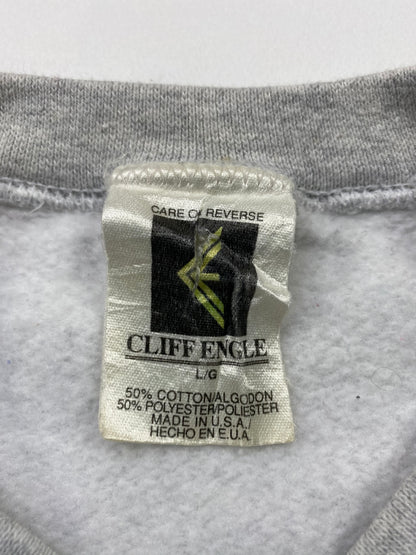 CARE ON REVERSE
CLIFF ENGLE
L/G
50% COTTON/ALGODON
50% POLYESTER/POLIESTER
MADE IN U.S.A./
HECHO EN E.U.A.